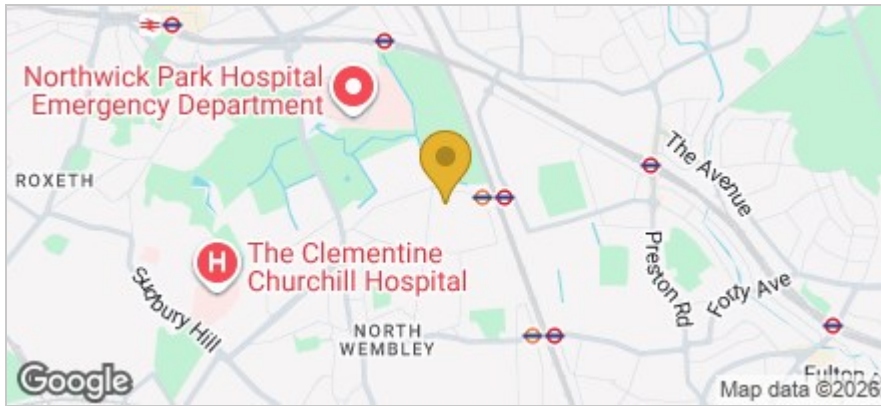 Northwick Park Hospital
Emergency Department
The Avenue
ROXETH
H
The Clementine
Churchill Hospital
Sudbury Hill
Preston Rd
Forty Ave
NORTH
WEMBLEY
Fulton
Google
Map data ©2026